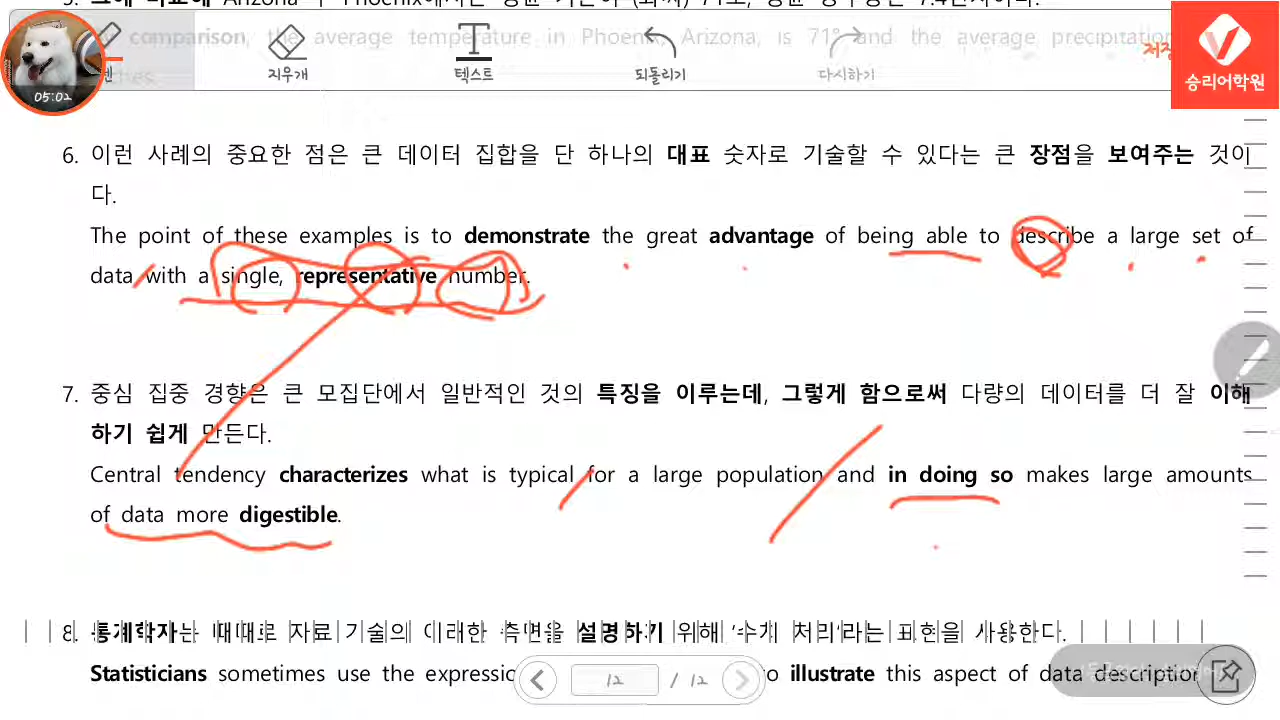 comparison, the average temperature in Phoenix, Arizona, is 71° and the average precipitation
05:02
지우개
텍스트
되돌리기
다시하기
승리어학원
6. 이런 사례의 중요한 점은 큰 데이터 집합을 단 하나의 대표 숫자로 기술할 수 있다는 큰 장점을 보여주는 것이
다.
The point of these examples is to demonstrate the great advantage of being able to describe a large set of
data with a single, representative number.
7. 중심 집중 경향은 큰 모집단에서 일반적인 것의 특징을 이루는데, 그렇게 함으로써 다량의 데이터를 더 잘 이해
하기 쉽게 만든다.
Central tendency characterizes what is typical for a large population and in doing so makes large amounts
of data more digestible.
8. 통계학자는 때때로 자료 기술의 이러한 측면을 설명하기 위해 '수치 처리'라는 표현을 사용한다.
Statisticians sometimes use the
12 / 12
illustrate this aspect of data